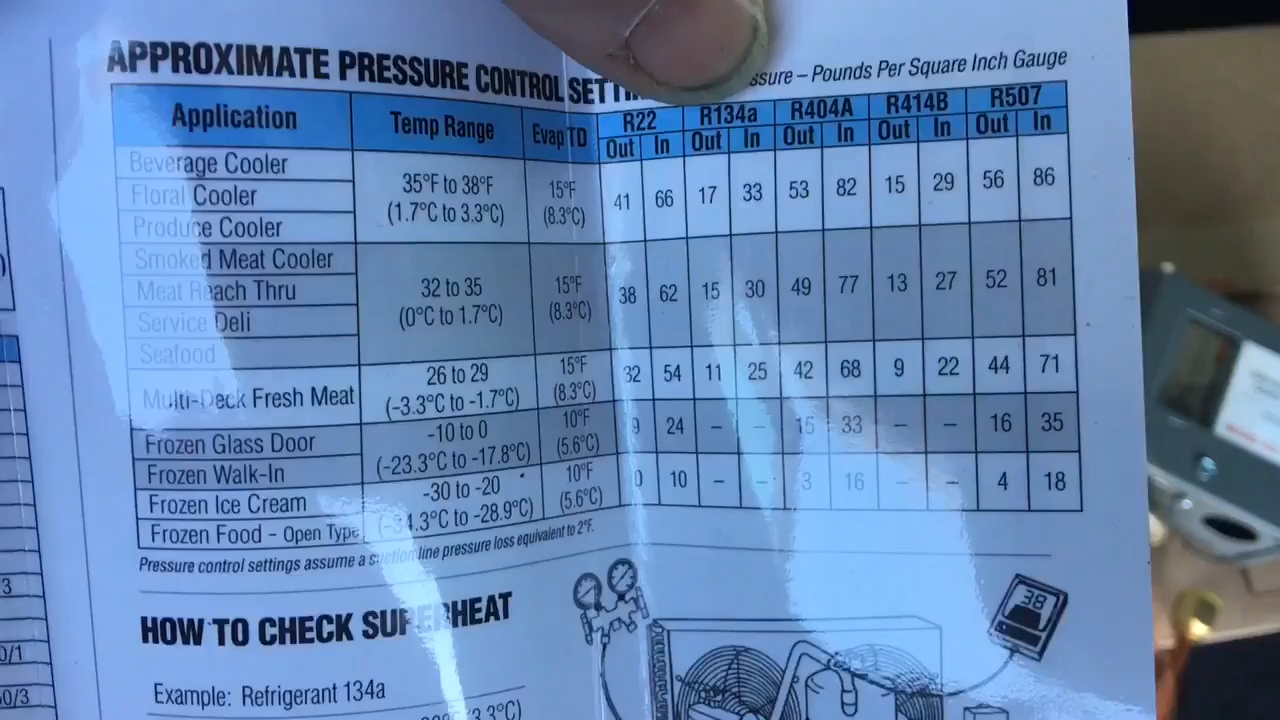 APPROXIMATE PRESSURE CONTROL
– Pounds Per Square Inch Gauge
Application Temp Range Evap TD R22 R134a R404A R414B R507
Out In Out In Out In Out In Out In
Beverage Cooler
Floral Cooler
Produce Cooler
35°F to 38°F
(1.7°C to 3.3°C)
15°F
(8.3°C)
41 66 17 33 53 82 15 29 56 86
Smoked Meat Cooler
Meat Reach Thru
Service Deli
Seafood
32 to 35
(0°C to 1.7°C)
15°F
(8.3°C)
38 62 15 30 49 77 13 27 52 81
Multi-Deck Fresh Meat
26 to 29
(-3.3°C to -1.7°C)
15°F
(8.3°C)
32 54 11 25 42 68 9 22 44 71
Frozen Glass Door
Frozen Walk-In
-10 to 0
(-23.3°C to -17.8°C)
10°F
(5.6°C)
9 24 – – 15 33 – – 16 35
Frozen Ice Cream
Frozen Food – Open Type
-30 to -20
(-34.3°C to -28.9°C)
10°F
(5.6°C)
0 10 – – 3 16 – – 4 18
Pressure control settings assume a suction line pressure loss equivalent to 2°F.
HOW TO CHECK SUPERHEAT
38
Example: Refrigerant 134a